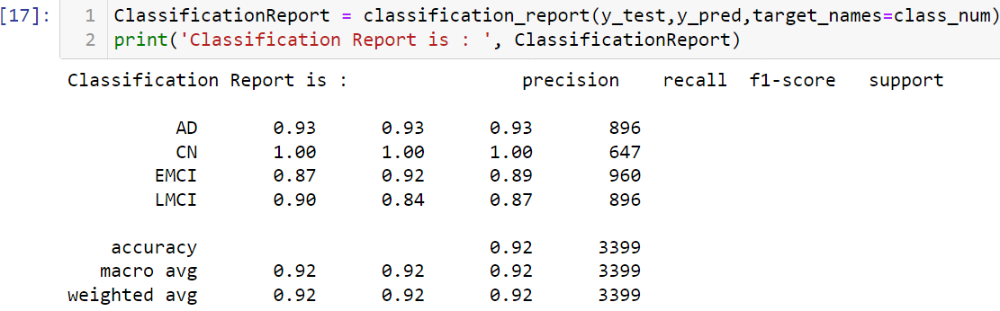 [17]: 1 ClassificationReport = classification_report(y_test,y_pred,target_names=class_num)
2 print('Classification Report is : ', ClassificationReport)
Classification Report is :                precision    recall  f1-score   support
AD       0.93      0.93      0.93       896
CN       1.00      1.00      1.00       647
EMCI       0.87      0.92      0.89       960
LMCI       0.90      0.84      0.87       896
accuracy                           0.92      3399
macro avg       0.92      0.92      0.92      3399
weighted avg       0.92      0.92      0.92      3399